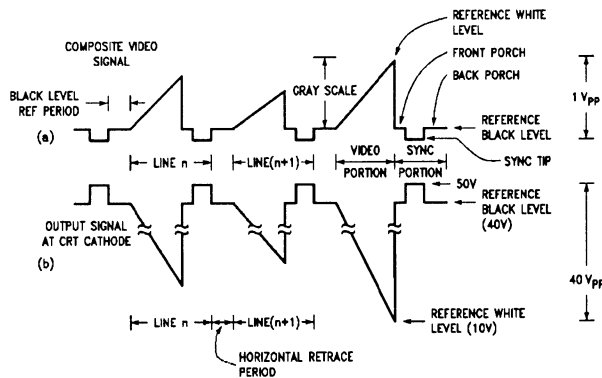 REFERENCE WHITE
LEVEL
COMPOSITE VIDEO
SIGNAL
FRONT PORCH
BACK PORCH
GRAY SCALE
BLACK LEVEL
REF PERIOD
1 Vpp
(a)
REFERENCE
BLACK LEVEL
SYNC TIP
LINE n
LINE(n+1)
VIDEO
PORTION
SYNC
PORTION
50V
REFERENCE
BLACK LEVEL
(40V)
OUTPUT SIGNAL
AT CRT CATHODE
(b)
40 Vpp
LINE n
LINE(n+1)
REFERENCE WHITE
LEVEL (10V)
HORIZONTAL RETRACE
PERIOD